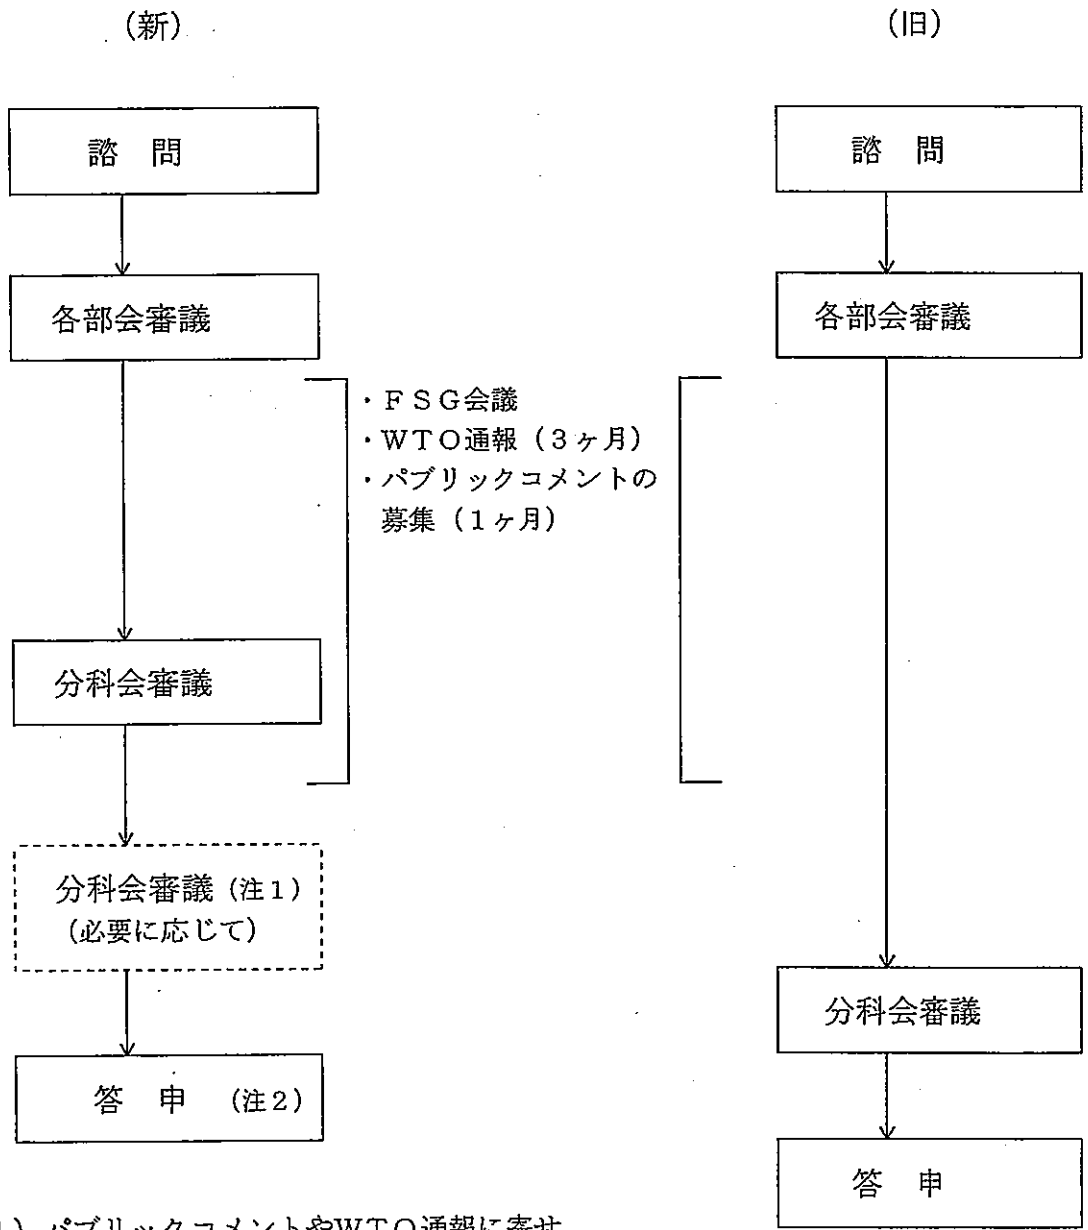 (新)
諮 問
各部会審議
分科会審議
分科会審議 (注1)
(必要に応じて)
答 申 (注2)
・FSG会議
・WTO通報(3ヶ月)
・パブリックコメントの
募集(1ヶ月)
(旧)
諮 問
各部会審議
分科会審議
答 申
) パブリックコメントやWTO通報に寄せ